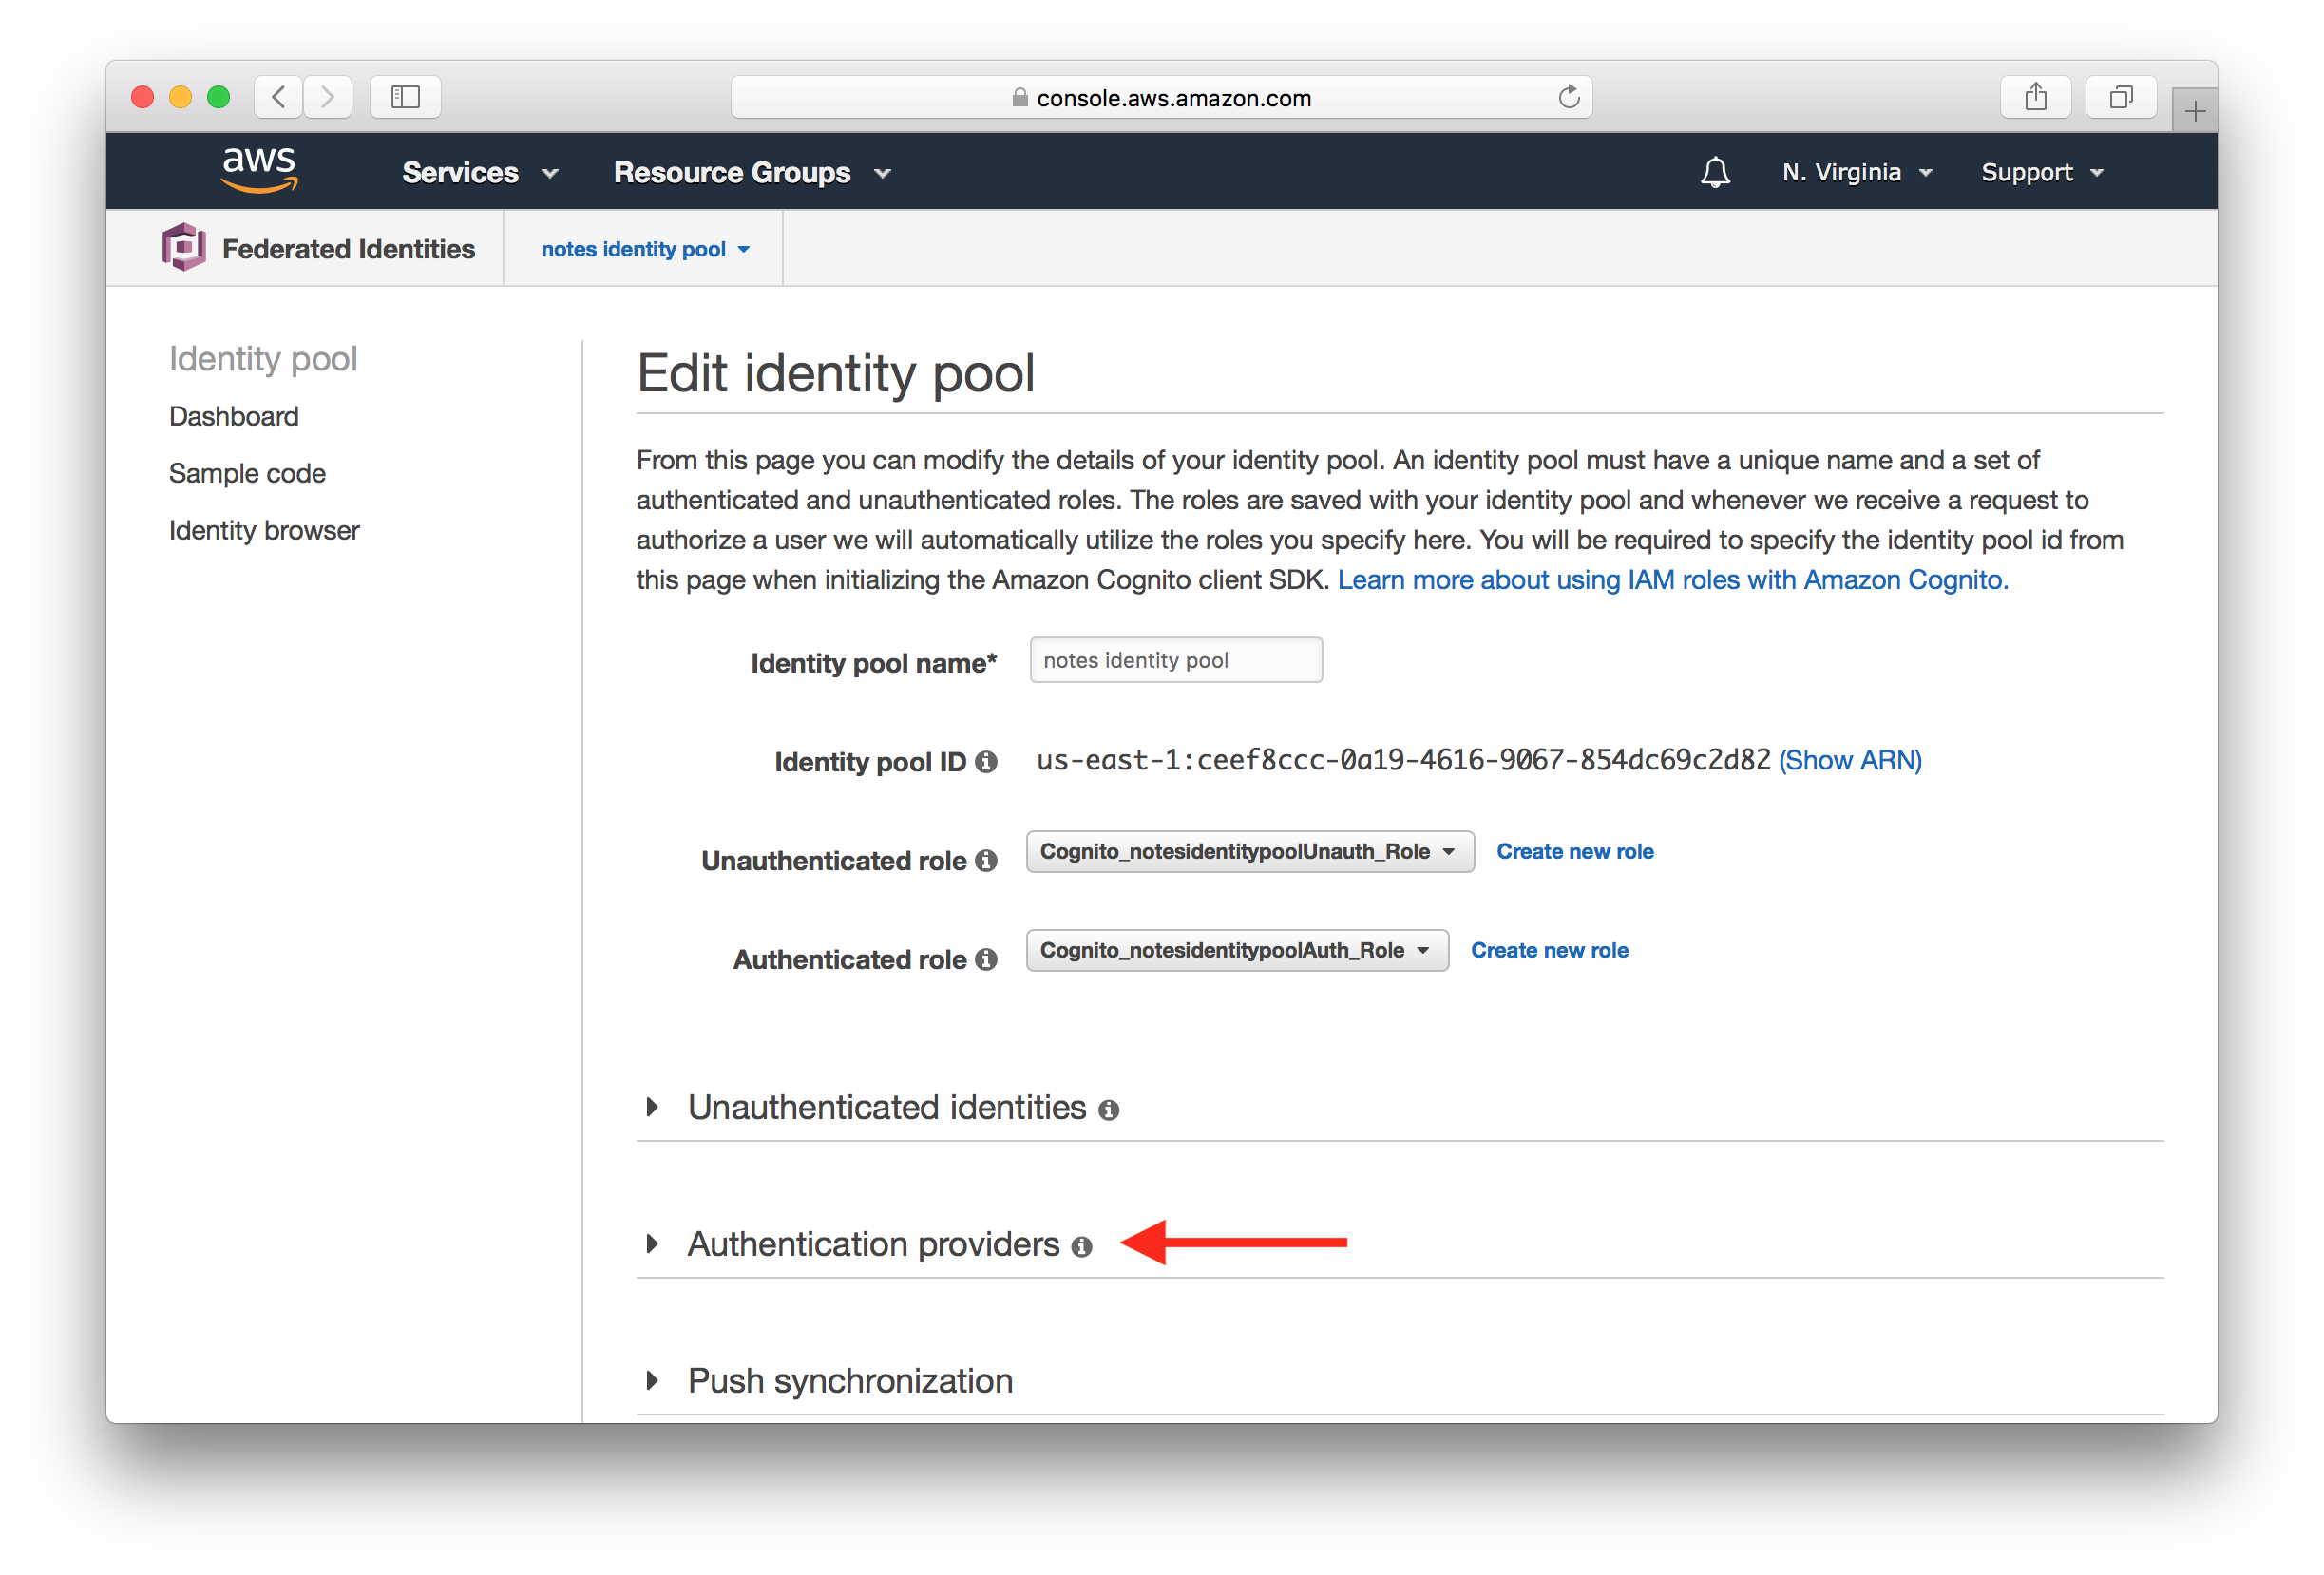 console.aws.amazon.com
aws Services Resource Groups N. Virginia Support
Federated Identities notes identity pool
Identity pool
Dashboard
Sample code
Identity browser
Edit identity pool
From this page you can modify the details of your identity pool. An identity pool must have a unique name and a set of
authenticated and unauthenticated roles. The roles are saved with your identity pool and whenever we receive a request to
authorize a user we will automatically utilize the roles you specify here. You will be required to specify the identity pool id from
this page when initializing the Amazon Cognito client SDK. Learn more about using IAM roles with Amazon Cognito.
Identity pool name* notes identity pool
Identity pool ID us-east-1:ceef8ccc-0a19-4616-9067-854dc69c2d82 (Show ARN)
Unauthenticated role Cognito_notesidentitypoolUnauth_Role Create new role
Authenticated role Cognito_notesidentitypoolAuth_Role Create new role
Unauthenticated identities
Authentication providers
Push synchronization